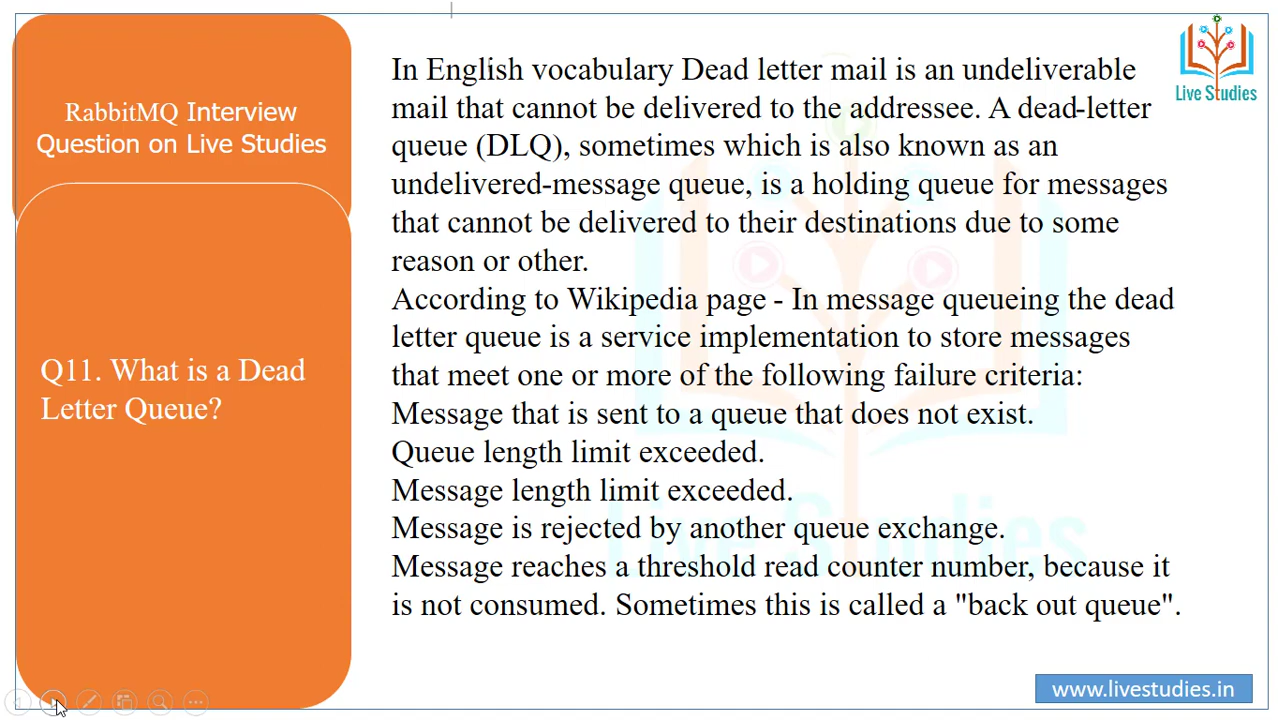 RabbitMQ Interview
Question on Live Studies
Q11. What is a Dead
Letter Queue?
In English vocabulary Dead letter mail is an undeliverable
mail that cannot be delivered to the addressee. A dead-letter
queue (DLQ), sometimes which is also known as an
undelivered-message queue, is a holding queue for messages
that cannot be delivered to their destinations due to some
reason or other.
According to Wikipedia page - In message queueing the dead
letter queue is a service implementation to store messages
that meet one or more of the following failure criteria:
Message that is sent to a queue that does not exist.
Queue length limit exceeded.
Message length limit exceeded.
Message is rejected by another queue exchange.
Message reaches a threshold read counter number, because it
is not consumed. Sometimes this is called a "back out queue".
Live Studies
Live Studies
www.livestudies.in